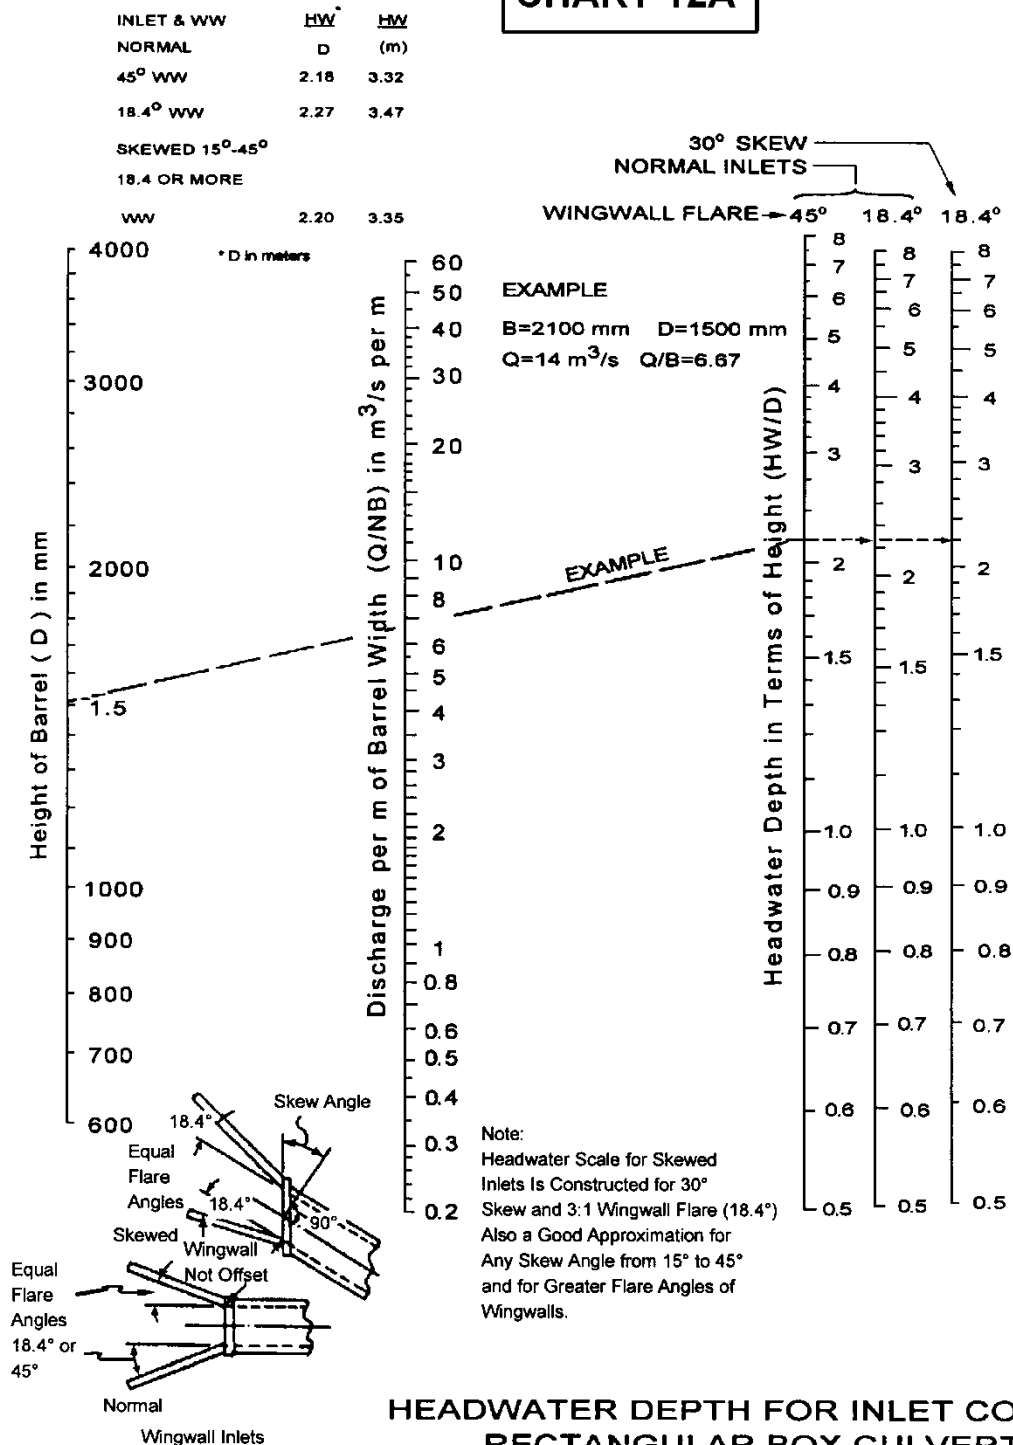 CHART 12A
INLET & WW HW* HW
NORMAL D (m)
45° WW 2.18 3.32
18.4° WW 2.27 3.47
SKEWED 15°-45°
18.4 OR MORE
WW 2.20 3.35
* D in meters
30° SKEW
NORMAL INLETS
WINGWALL FLARE 45° 18.4° 18.4°
EXAMPLE
B=2100 mm D=1500 mm
Q=14 m³/s Q/B=6.67
Height of Barrel ( D ) in mm
4000
3000
2000
1.5
1000
900
800
700
600
Discharge per m of Barrel Width (Q/NB) in m³/s per m
60
50
40
30
20
10
8
6
5
4
3
2
1
0.8
0.6
0.5
0.4
0.3
0.2
EXAMPLE
Headwater Depth in Terms of Height (HW/D)
8
7
6
5
4
3
2
1.5
1.0
0.9
0.8
0.7
0.6
0.5
8
7
6
5
4
3
2
1.5
1.0
0.9
0.8
0.7
0.6
0.5
8
7
6
5
4
3
2
1.5
1.0
0.9
0.8
0.7
0.6
0.5
Skew Angle
18.4°
Equal
Flare
Angles
18.4°
90°
Skewed
Wingwall
Not Offset
Equal
Flare
Angles
18.4° or
45°
Normal
Wingwall Inlets
Note:
Headwater Scale for Skewed
Inlets Is Constructed for 30°
Skew and 3:1 Wingwall Flare (18.4°)
Also a Good Approximation for
Any Skew Angle from 15° to 45°
and for Greater Flare Angles of
Wingwalls.
HEADWATER DEPTH FOR INLET CO
RECTANGULAR BOX CULVERT